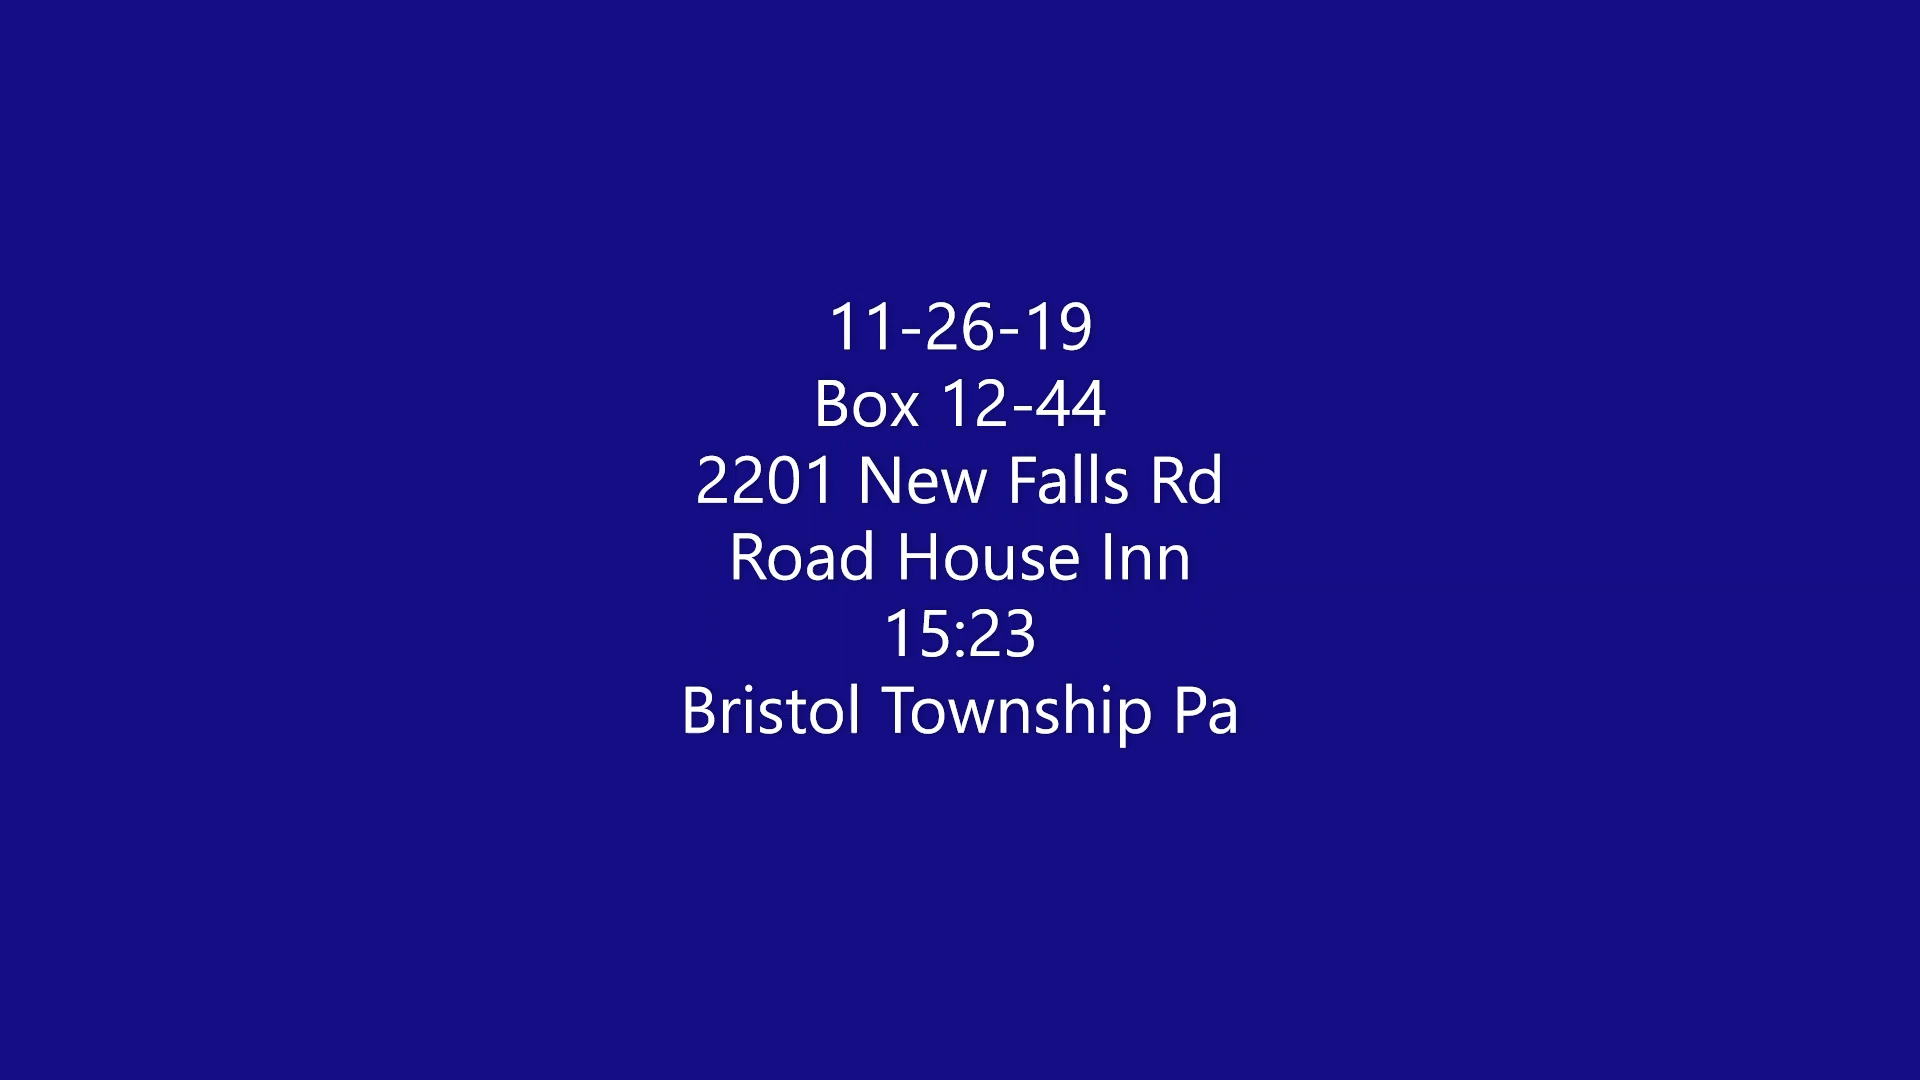 11-26-19
Box 12-44
2201 New Falls Rd
Road House Inn
15:23
Bristol Township Pa